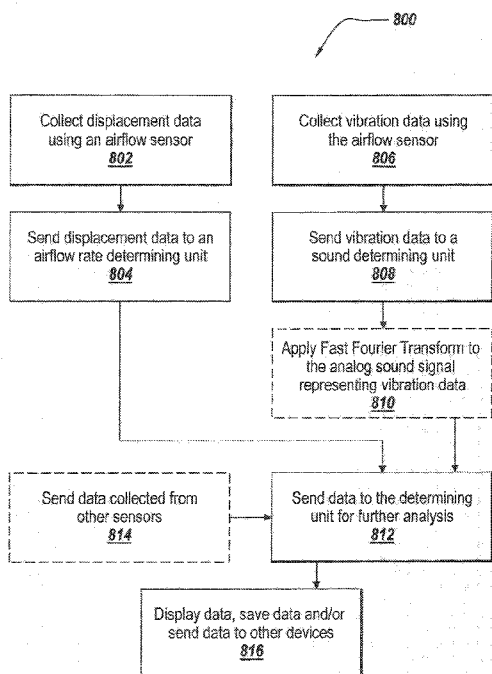 800
Collect displacement data
using an airflow sensor
802
Collect vibration data using
the airflow sensor
806
Send displacement data to an
airflow rate determining unit
804
Send vibration data to a
sound determining unit
808
Apply Fast Fourier Transform to
the analog sound signal
representing vibration data
810
Send data collected from
other sensors
814
Send data to the determining
unit for further analysis
812
Display data, save data and/or
send data to other devices
816